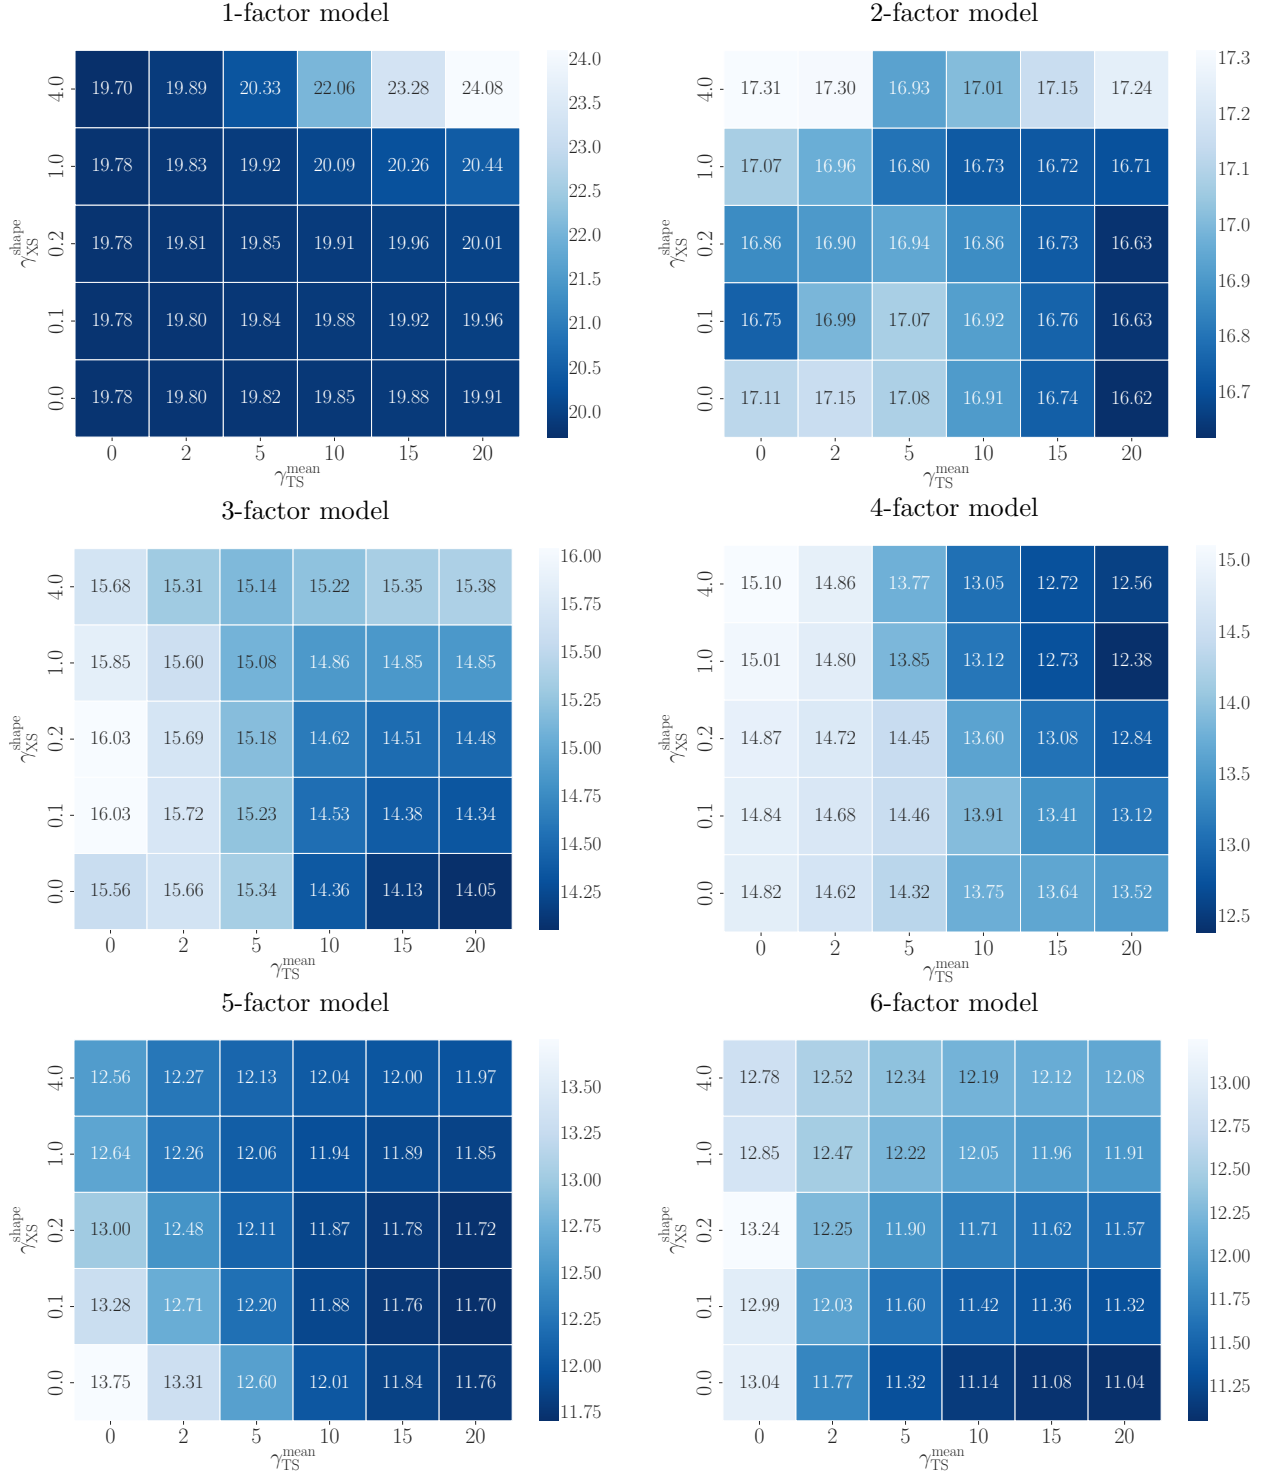 1-factor model
4.0 19.70 19.89 20.33 22.06 23.28 24.08
1.0 19.78 19.83 19.92 20.09 20.26 20.44
0.2 19.78 19.81 19.85 19.91 19.96 20.01
0.1 19.78 19.80 19.84 19.88 19.92 19.96
0.0 19.78 19.80 19.82 19.85 19.88 19.91
0 2 5 10 15 20
γ_TS^mean
γ_XS^shape
24.0
23.5
23.0
22.5
22.0
21.5
21.0
20.5
20.0
2-factor model
4.0 17.31 17.30 16.93 17.01 17.15 17.24
1.0 17.07 16.96 16.80 16.73 16.72 16.71
0.2 16.86 16.90 16.94 16.86 16.73 16.63
0.1 16.75 16.99 17.07 16.92 16.76 16.63
0.0 17.11 17.15 17.08 16.91 16.74 16.62
0 2 5 10 15 20
γ_TS^mean
γ_XS^shape
17.3
17.2
17.1
17.0
16.9
16.8
16.7
3-factor model
4.0 15.68 15.31 15.14 15.22 15.35 15.38
1.0 15.85 15.60 15.08 14.86 14.85 14.85
0.2 16.03 15.69 15.18 14.62 14.51 14.48
0.1 16.03 15.72 15.23 14.53 14.38 14.34
0.0 15.56 15.66 15.34 14.36 14.13 14.05
0 2 5 10 15 20
γ_TS^mean
γ_XS^shape
16.00
15.75
15.50
15.25
15.00
14.75
14.50
14.25
4-factor model
4.0 15.10 14.86 13.77 13.05 12.72 12.56
1.0 15.01 14.80 13.85 13.12 12.73 12.38
0.2 14.87 14.72 14.45 13.60 13.08 12.84
0.1 14.84 14.68 14.46 13.91 13.41 13.12
0.0 14.82 14.62 14.32 13.75 13.64 13.52
0 2 5 10 15 20
γ_TS^mean
γ_XS^shape
15.0
14.5
14.0
13.5
13.0
12.5
5-factor model
4.0 12.56 12.27 12.13 12.04 12.00 11.97
1.0 12.64 12.26 12.06 11.94 11.89 11.85
0.2 13.00 12.48 12.11 11.87 11.78 11.72
0.1 13.28 12.71 12.20 11.88 11.76 11.70
0.0 13.75 13.31 12.60 12.01 11.84 11.76
0 2 5 10 15 20
γ_TS^mean
γ_XS^shape
13.50
13.25
13.00
12.75
12.50
12.25
12.00
11.75
6-factor model
4.0 12.78 12.52 12.34 12.19 12.12 12.08
1.0 12.85 12.47 12.22 12.05 11.96 11.91
0.2 13.24 12.25 11.90 11.71 11.62 11.57
0.1 12.99 12.03 11.60 11.42 11.36 11.32
0.0 13.04 11.77 11.32 11.14 11.08 11.04
0 2 5 10 15 20
γ_TS^mean
γ_XS^shape
13.00
12.75
12.50
12.25
12.00
11.75
11.50
11.25